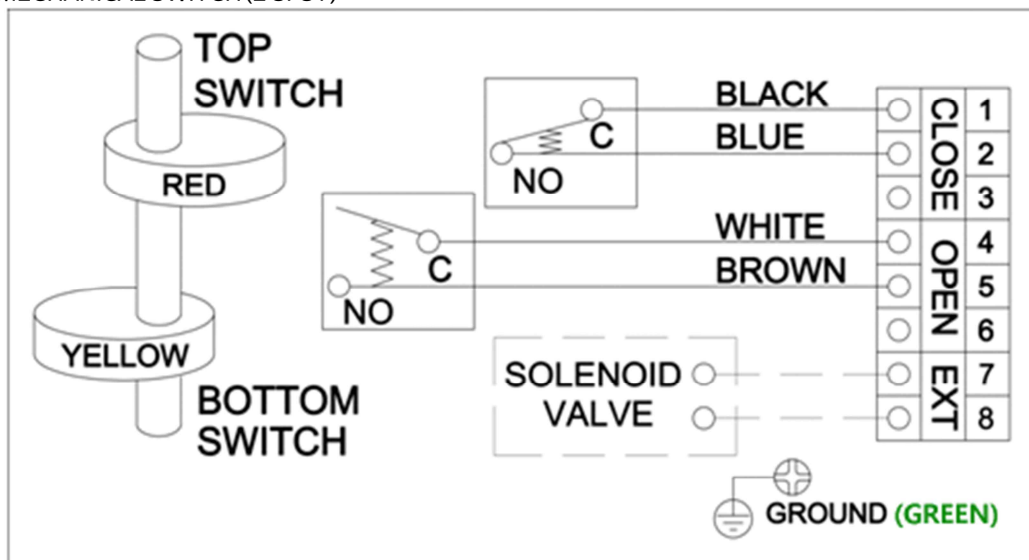 TOP
SWITCH
RED
YELLOW
BOTTOM
SWITCH
C
NO
C
NO
BLACK
BLUE
WHITE
BROWN
SOLENOID
VALVE
CLOSE
OPEN
EXT
1
2
3
4
5
6
7
8
GROUND (GREEN)